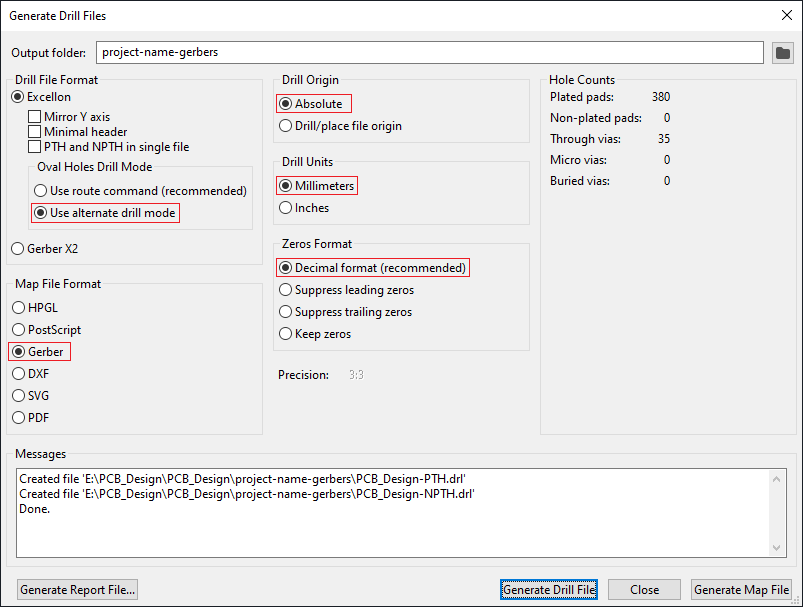 Generate Drill Files
Output folder: project-name-gerbers
Drill File Format
Excellon
Mirror Y axis
Minimal header
PTH and NPTH in single file
Oval Holes Drill Mode
Use route command (recommended)
Use alternate drill mode
Gerber X2
Map File Format
HPGL
PostScript
Gerber
DXF
SVG
PDF
Drill Origin
Absolute
Drill/place file origin
Drill Units
Millimeters
Inches
Zeros Format
Decimal format (recommended)
Suppress leading zeros
Suppress trailing zeros
Keep zeros
Precision: 3:3
Hole Counts
Plated pads: 380
Non-plated pads: 0
Through vias: 35
Micro vias: 0
Buried vias: 0
Messages
Created file 'E:\PCB_Design\PCB_Design\project-name-gerbers\PCB_Design-PTH.drl'
Created file 'E:\PCB_Design\PCB_Design\project-name-gerbers\PCB_Design-NPTH.drl'
Done.
Generate Report File... Generate Drill File Close Generate Map File